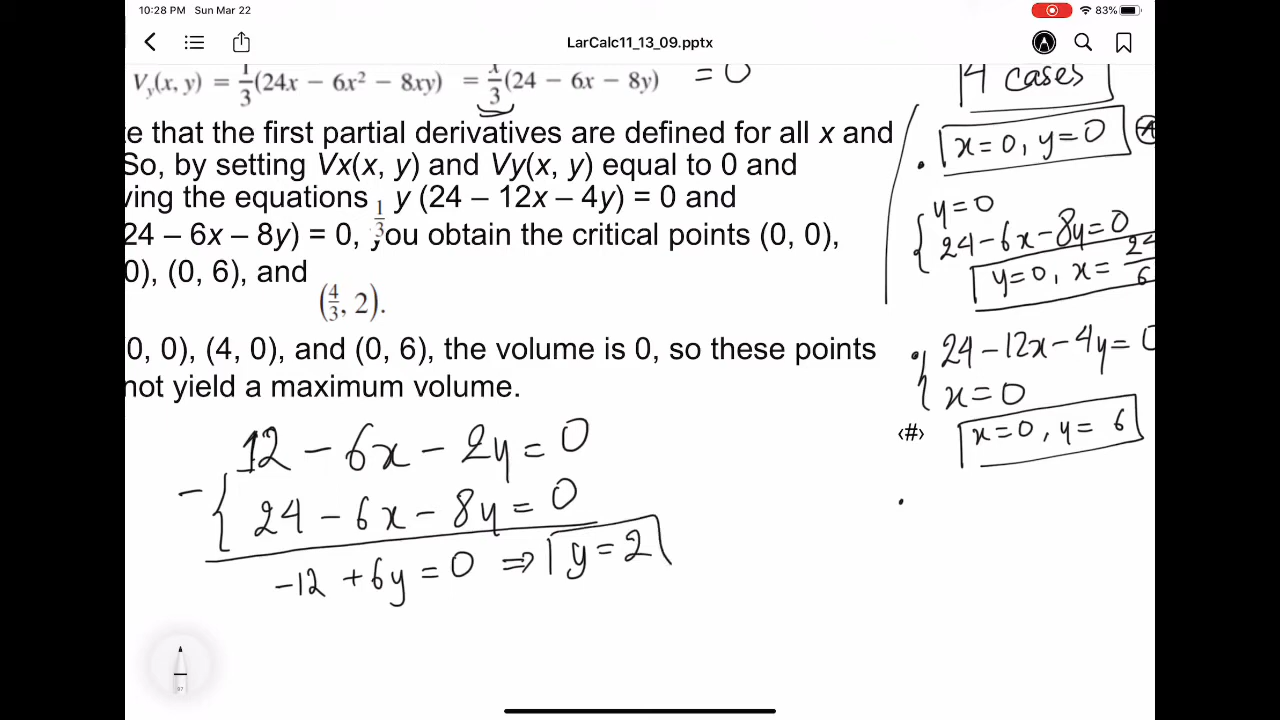 10:28 PM Sun Mar 22
83%
LarCalc11_13_09.pptx
Vy(x, y) = 1/3(24x − 6x² − 8xy) = x/3(24 − 6x − 8y) = 0
te that the first partial derivatives are defined for all x and
So, by setting Vx(x, y) and Vy(x, y) equal to 0 and
ving the equations 1/3 y (24 – 12x – 4y) = 0 and
24 – 6x – 8y) = 0, you obtain the critical points (0, 0),
0), (0, 6), and
(4/3, 2).
0, 0), (4, 0), and (0, 6), the volume is 0, so these points
not yield a maximum volume.
12 − 6x − 2y = 0
− { 24 − 6x − 8y = 0
−12 + 6y = 0 ⇒ y = 2
4 cases
• x=0, y=0
{ y=0
24−6x−8y=0
y=0, x= 24/6
• { 24−12x−4y=0
x=0
‹#›
x=0, y= 6
•
97